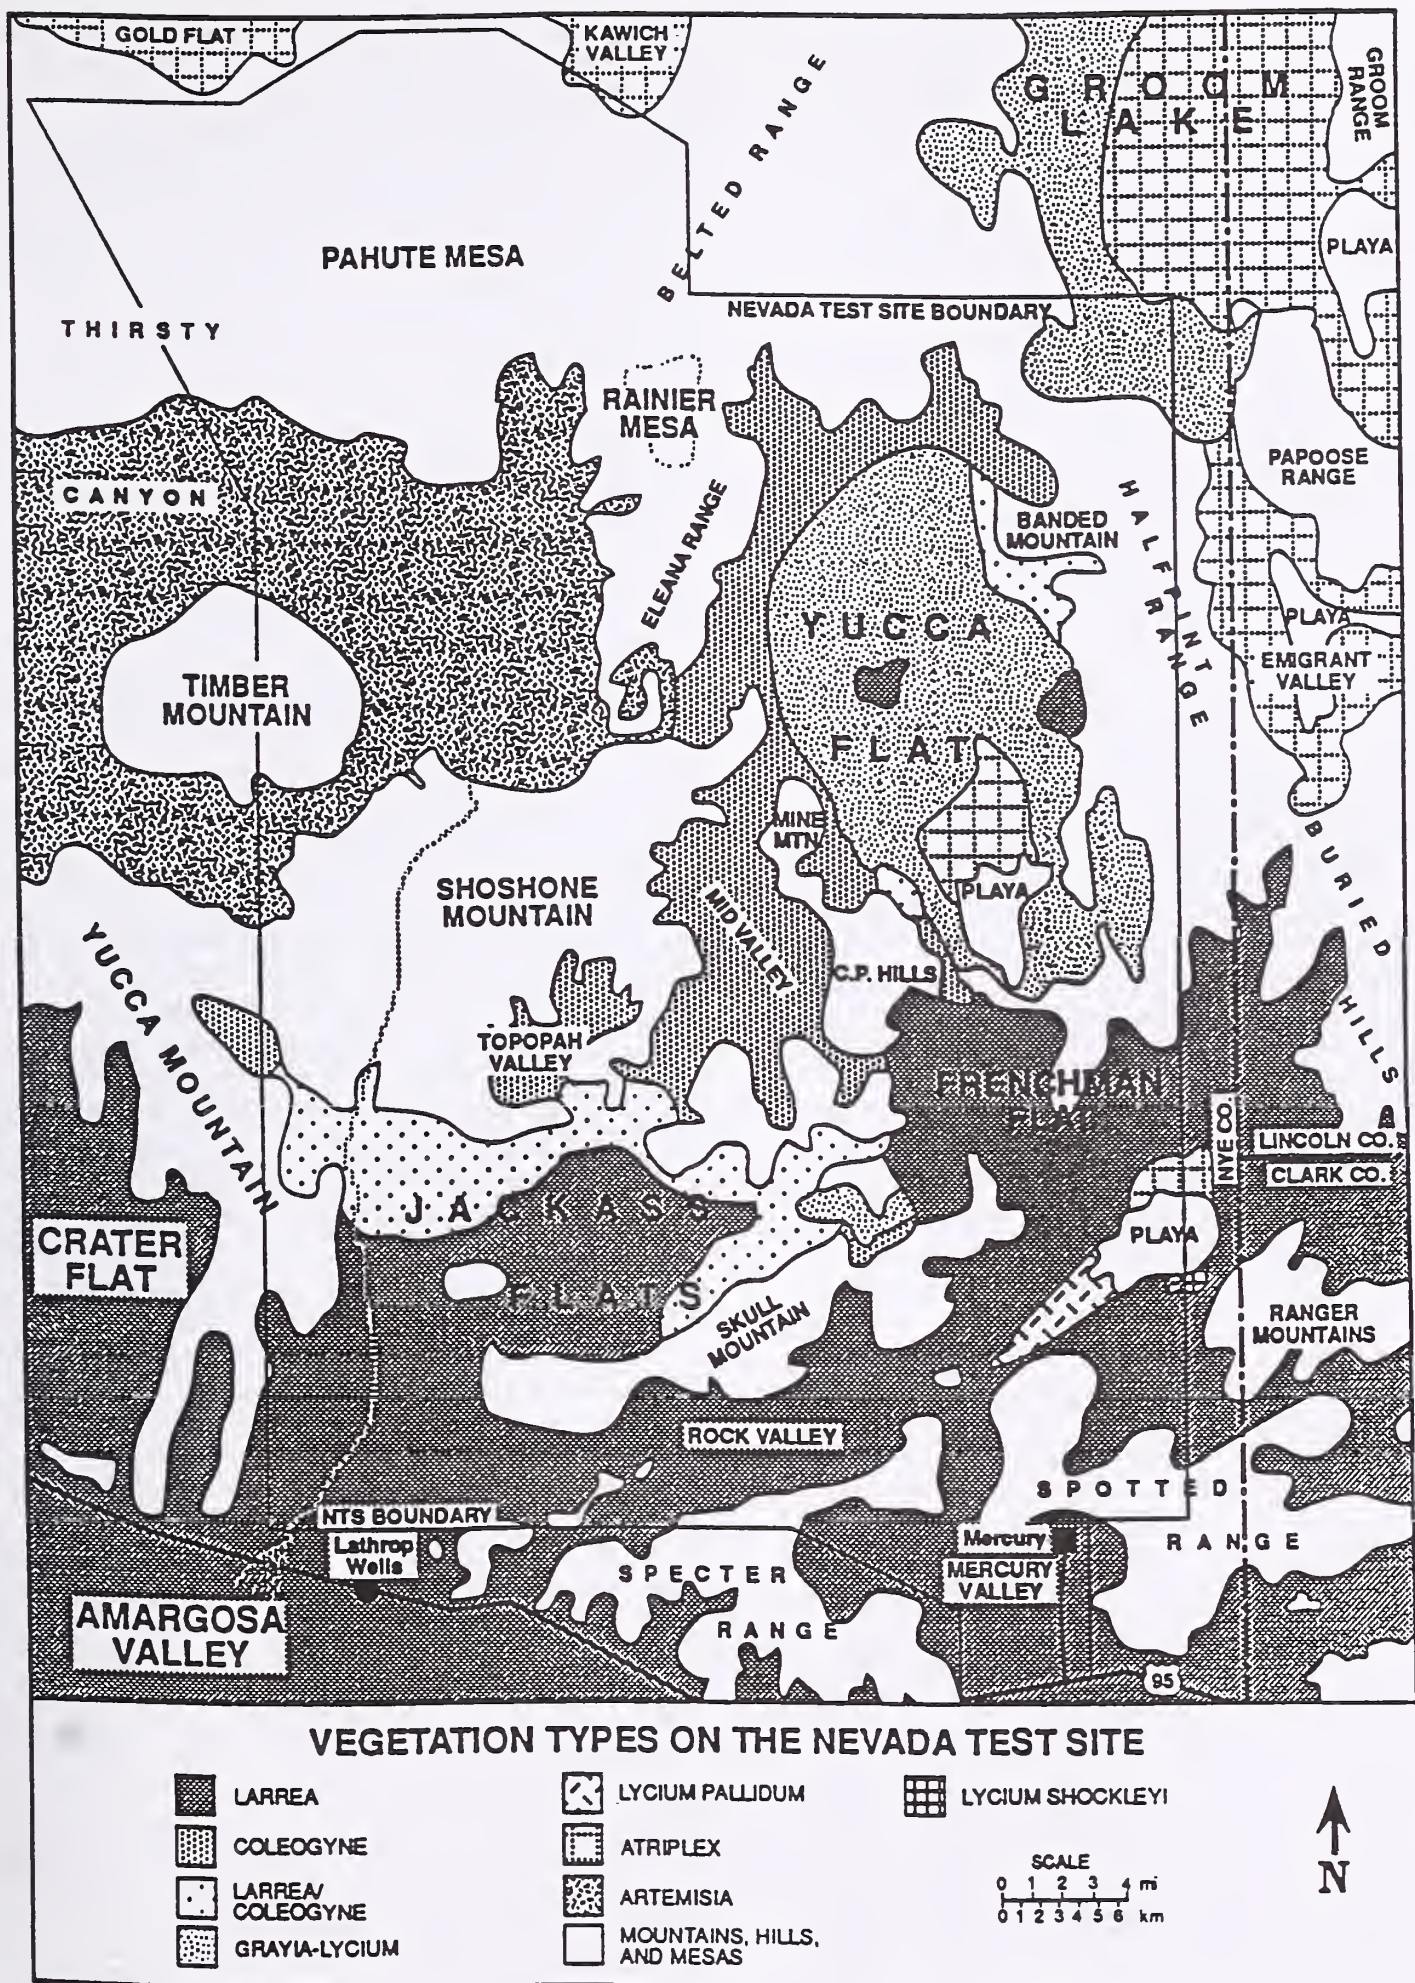 GOLD FLAT
KAWICH
VALLEY
BELTED RANGE
GROOM
LAKE
GROOM
RANGE
PAHUTE MESA
PLAYA
NEVADA TEST SITE BOUNDARY
THIRSTY
RAINIER
MESA
CANYON
PAPOOSE
RANGE
ELEANA RANGE
BANDED
MOUNTAIN
HALFPINT
RANGE
YUCCA
FLAT
PLAYA
EMIGRANT
VALLEY
TIMBER
MOUNTAIN
MINE
MTN
SHOSHONE
MOUNTAIN
MID VALLEY
PLAYA
BURIED
HILLS
YUCCA MOUNTAIN
C.P. HILLS
TOPOPAH
VALLEY
FRENCHMAN
FLAT
NYE CO.
LINCOLN CO.
CLARK CO.
JACKASS
FLATS
CRATER
FLAT
PLAYA
SKULL
MOUNTAIN
RANGER
MOUNTAINS
ROCK VALLEY
SPOTTED
RANGE
NTS BOUNDARY
Lathrop
Wells
Mercury
MERCURY
VALLEY
SPECTER
RANGE
AMARGOSA
VALLEY
95
VEGETATION TYPES ON THE NEVADA TEST SITE
LARREA
COLEOGYNE
LARREA/
COLEOGYNE
GRAYIA-LYCIUM
LYCIUM PALLIDUM
ATRIPLEX
ARTEMISIA
MOUNTAINS, HILLS,
AND MESAS
LYCIUM SHOCKLEYI
SCALE
0 1 2 3 4 mi
0 1 2 3 4 5 6 km
N